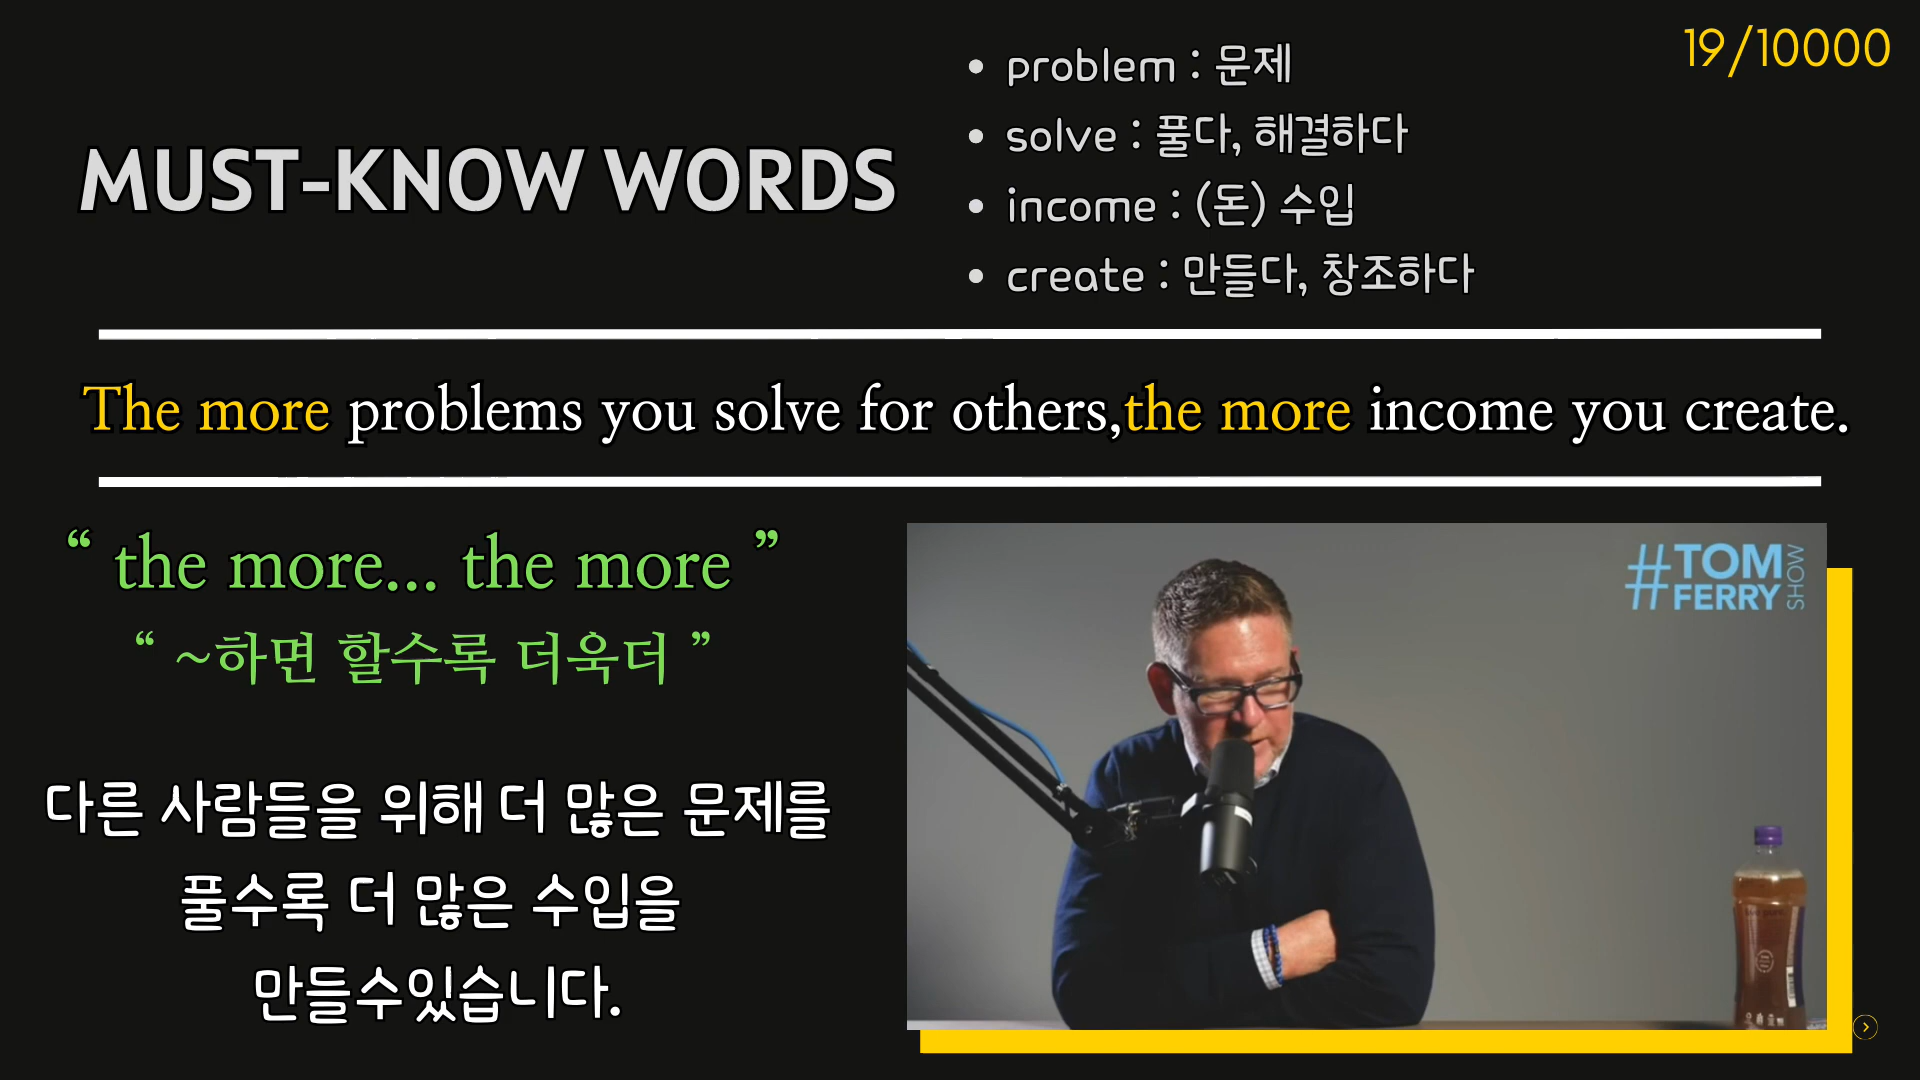 19/10000
MUST-KNOW WORDS
problem : 문제
solve : 풀다, 해결하다
income : (돈) 수입
create : 만들다, 창조하다
The more problems you solve for others,the more income you create.
“ the more... the more ”
“ ~하면 할수록 더욱더 ”
다른 사람들을 위해 더 많은 문제를
풀수록 더 많은 수입을
만들수있습니다.
#TOM
FERRY
SHOW